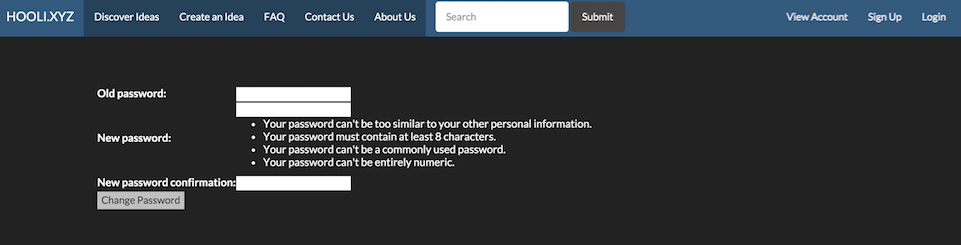 HOOLI.XYZ Discover Ideas Create an Idea FAQ Contact Us About Us Search Submit View Account Sign Up Login
Old password:
Your password can't be too similar to your other personal information.
New password: Your password must contain at least 8 characters.
Your password can't be a commonly used password.
Your password can't be entirely numeric.
New password confirmation:
Change Password